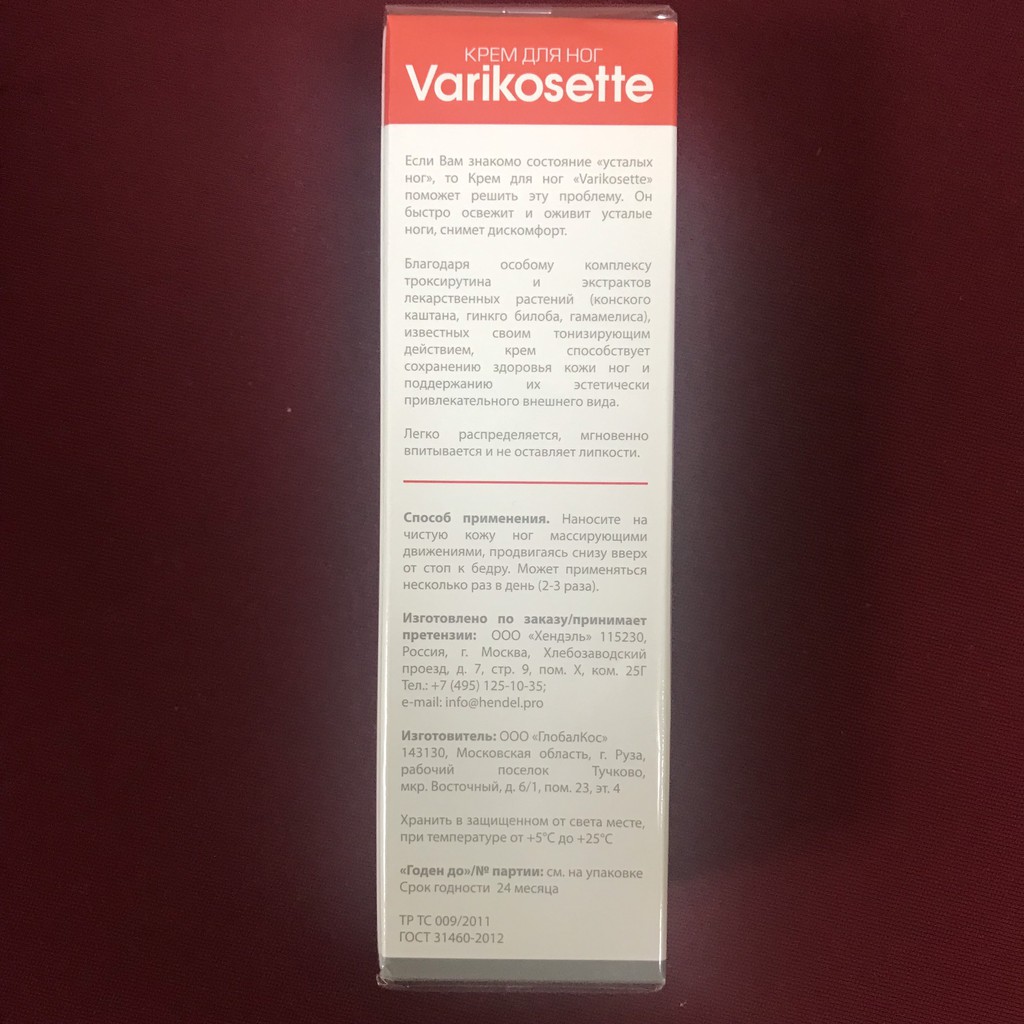 КРЕМ ДЛЯ НОГ
Varikosette
Если Вам знакомо состояние «усталых
ног», то Крем для ног «Varikosette»
поможет решить эту проблему. Он
быстро освежит и оживит усталые
ноги, снимет дискомфорт.
Благодаря особому комплексу
троксирутина и экстрактов
лекарственных растений (конского
каштана, гинкго билоба, гамамелиса),
известных своим тонизирующим
действием, крем способствует
сохранению здоровья кожи ног и
поддержанию их эстетически
привлекательного внешнего вида.
Легко распределяется, мгновенно
впитывается и не оставляет липкости.
Способ применения. Наносите на
чистую кожу ног массирующими
движениями, продвигаясь снизу вверх
от стоп к бедру. Может применяться
несколько раз в день (2-3 раза).
Изготовлено по заказу/принимает
претензии: ООО «Хендэль» 115230,
Россия, г. Москва, Хлебозаводский
проезд, д. 7, стр. 9, пом. X, ком. 25Г
Тел.: +7 (495) 125-10-35;
e-mail: info@hendel.pro
Изготовитель: ООО «ГлобалКос»
143130, Московская область, г. Руза,
рабочий поселок Тучково,
мкр. Восточный, д. 6/1, пом. 23, эт. 4
Хранить в защищенном от света месте,
при температуре от +5°С до +25°С
«Годен до»/№ партии: см. на упаковке
Срок годности 24 месяца
ТР ТС 009/2011
ГОСТ 31460-2012